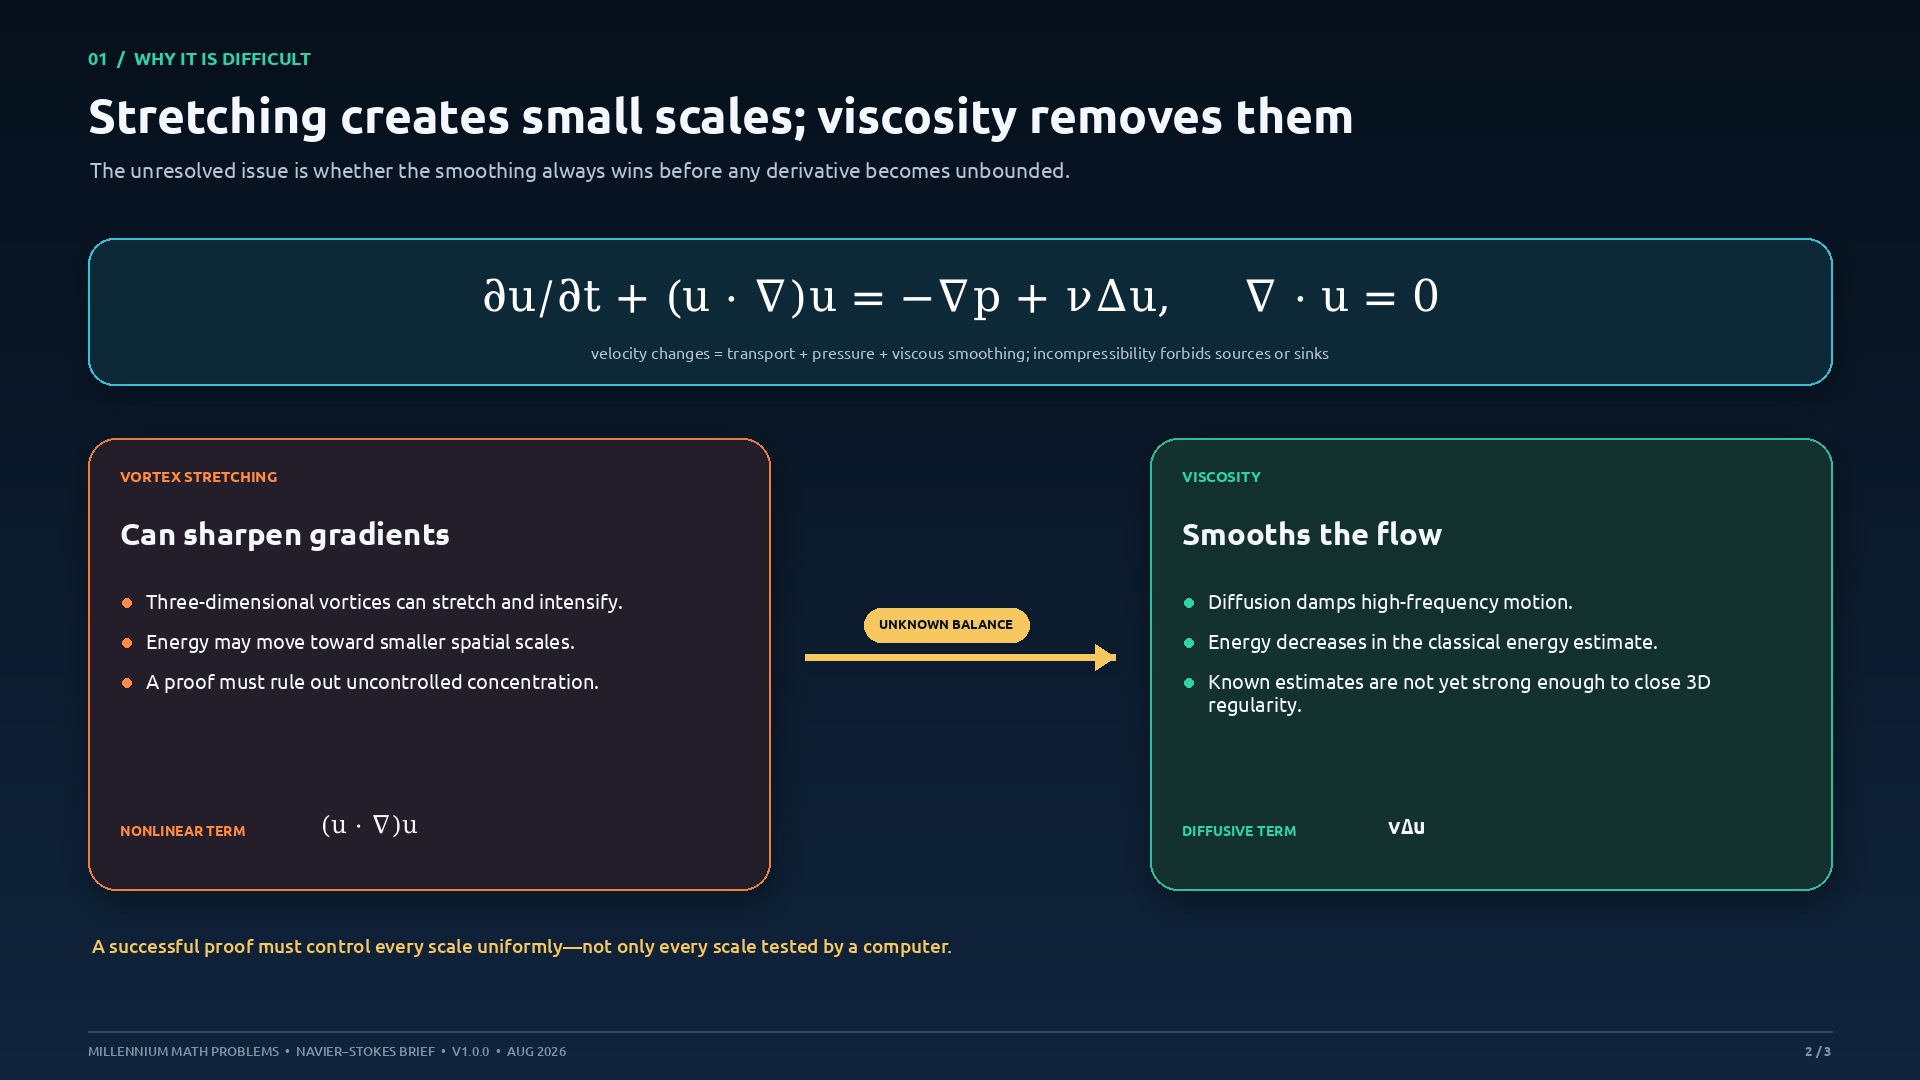 01 / WHY IT IS DIFFICULT
Stretching creates small scales; viscosity removes them
The unresolved issue is whether the smoothing always wins before any derivative becomes unbounded.
∂u/∂t + (u · ∇)u = −∇p + νΔu, ∇ · u = 0
velocity changes = transport + pressure + viscous smoothing; incompressibility forbids sources or sinks
VORTEX STRETCHING
Can sharpen gradients
● Three-dimensional vortices can stretch and intensify.
● Energy may move toward smaller spatial scales.
● A proof must rule out uncontrolled concentration.
NONLINEAR TERM (u · ∇)u
UNKNOWN BALANCE
VISCOSITY
Smooths the flow
● Diffusion damps high-frequency motion.
● Energy decreases in the classical energy estimate.
● Known estimates are not yet strong enough to close 3D
regularity.
DIFFUSIVE TERM νΔu
A successful proof must control every scale uniformly—not only every scale tested by a computer.
MILLENNIUM MATH PROBLEMS • NAVIER–STOKES BRIEF • V1.0.0 • AUG 2026
2 / 3